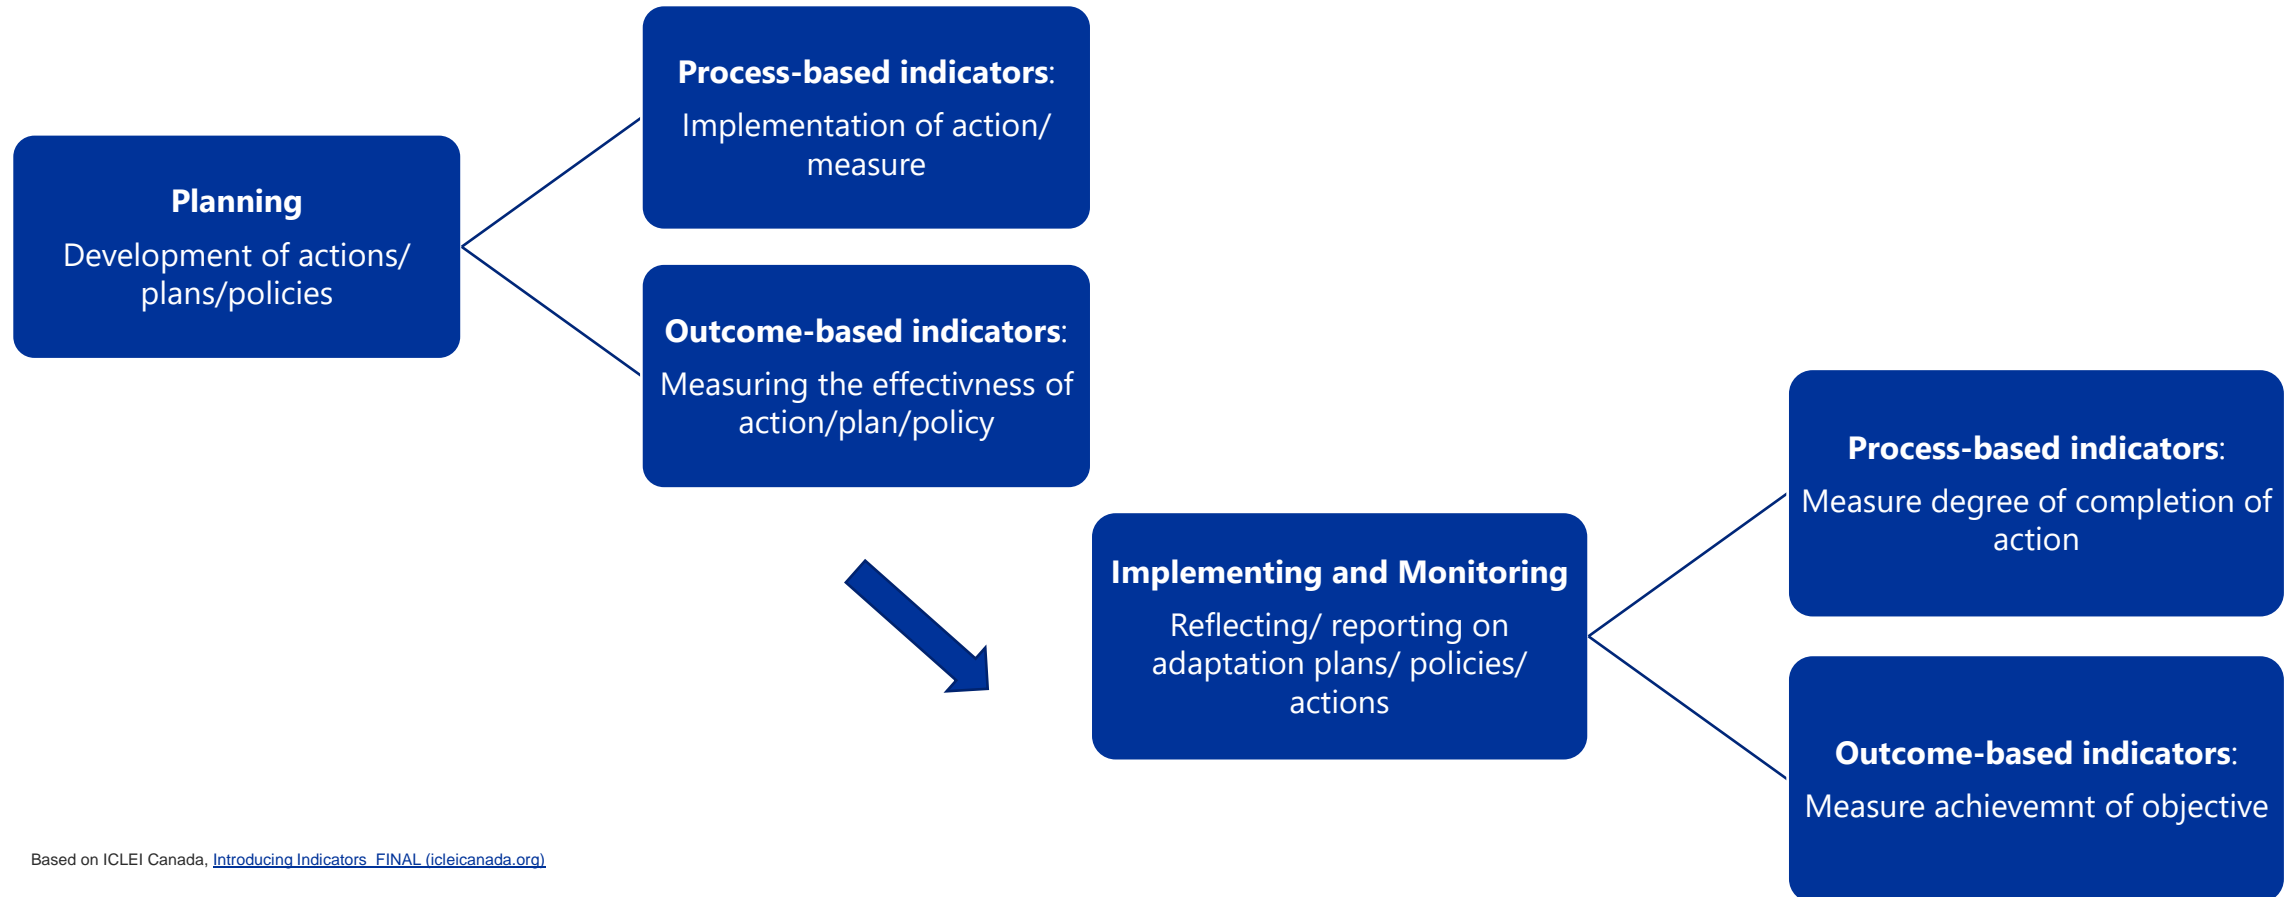 Planning
Development of actions/
plans/policies
Process-based indicators:
Implementation of action/
measure
Outcome-based indicators:
Measuring the effectivness of
action/plan/policy
Implementing and Monitoring
Reflecting/ reporting on
adaptation plans/ policies/
actions
Process-based indicators:
Measure degree of completion of
action
Outcome-based indicators:
Measure achievemnt of objective
Based on ICLEI Canada, Introducing Indicators_FINAL (icleicanada.org)